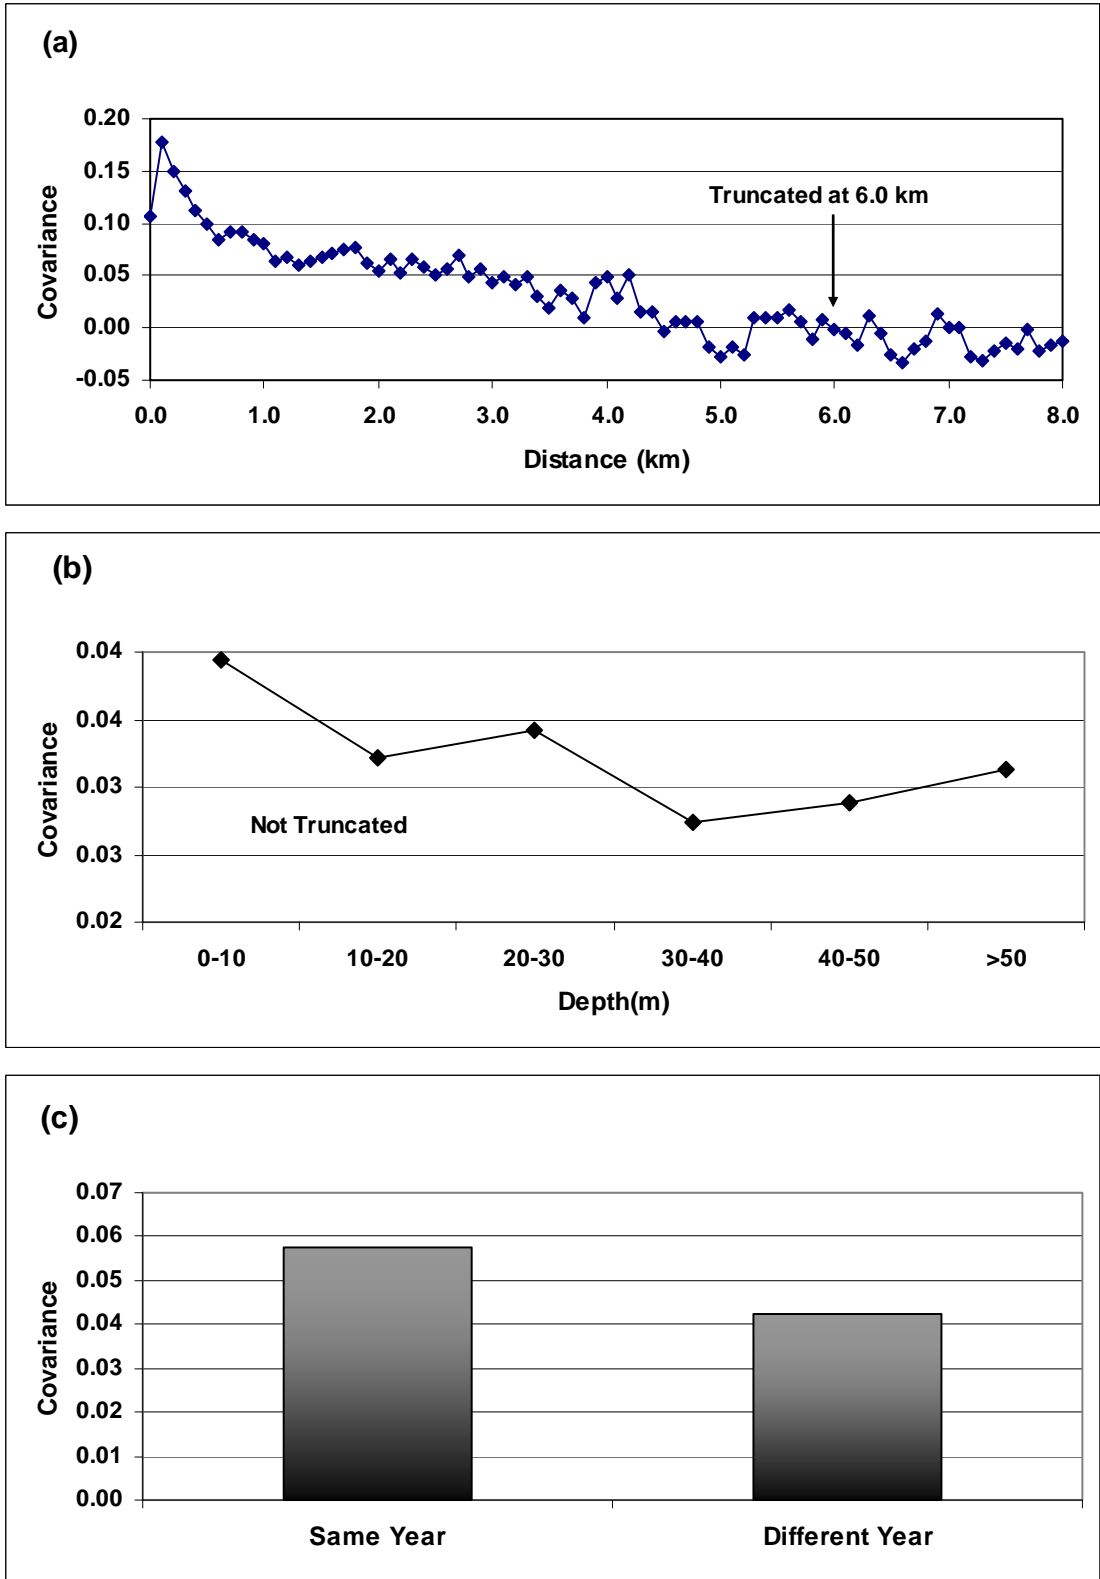 (a)
0.20
0.15
0.10
0.05
0.00
-0.05
Covariance
Truncated at 6.0 km
0.0 1.0 2.0 3.0 4.0 5.0 6.0 7.0 8.0
Distance (km)
(b)
0.04
0.04
0.03
0.03
0.02
Covariance
Not Truncated
0-10 10-20 20-30 30-40 40-50 >50
Depth(m)
(c)
0.07
0.06
0.05
0.04
0.03
0.02
0.01
0.00
Covariance
Same Year Different Year